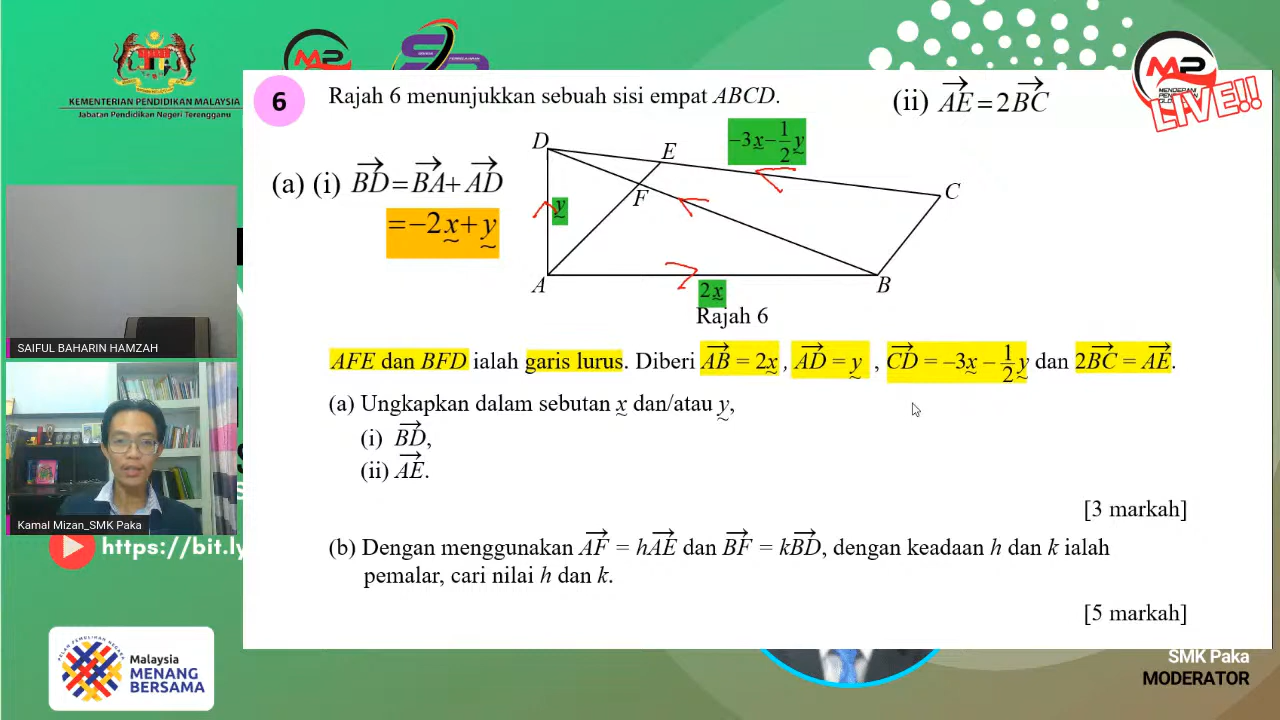 KEMENTERIAN PENDIDIKAN MALAYSIA
Jabatan Pendidikan Negeri Terengganu
MP
LIVE!!!
6 Rajah 6 menunjukkan sebuah sisi empat ABCD.
(a) (i) BD⃗ = BA⃗ + AD⃗
= −2x̰ + y̰
(ii) AE⃗ = 2BC⃗
D
E
−3x̰ − ½y̰
C
F
y̰
A
2x̰
B
Rajah 6
AFE dan BFD ialah garis lurus. Diberi AB⃗ = 2x̰, AD⃗ = y̰, CD⃗ = −3x̰ − ½y̰ dan 2BC⃗ = AE⃗.
(a) Ungkapkan dalam sebutan x̰ dan/atau y̰,
(i) BD⃗,
(ii) AE⃗.
[3 markah]
(b) Dengan menggunakan AF⃗ = hAE⃗ dan BF⃗ = kBD⃗, dengan keadaan h dan k ialah
pemalar, cari nilai h dan k.
[5 markah]
SAIFUL BAHARIN HAMZAH
Kamal Mizan_SMK Paka
https://bit.ly
Malaysia
MENANG
BERSAMA
SMK Paka
MODERATOR